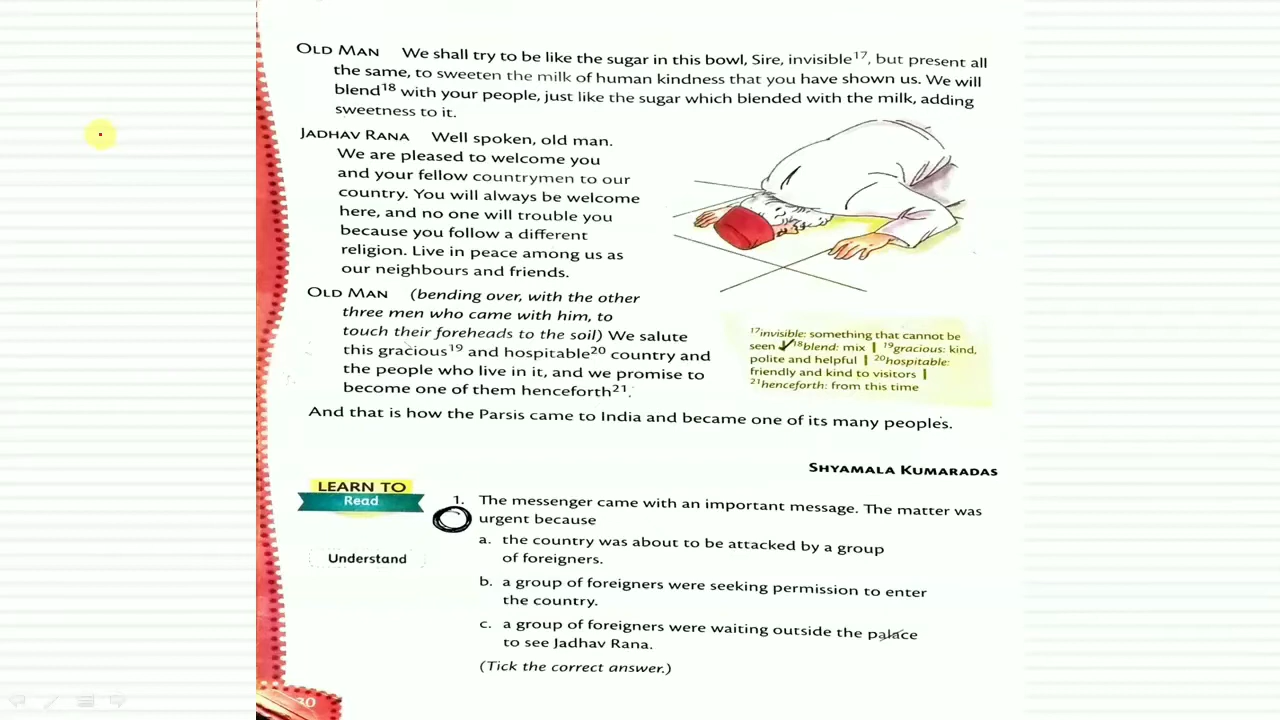 OLD MAN We shall try to be like the sugar in this bowl, Sire, invisible17, but present all
the same, to sweeten the milk of human kindness that you have shown us. We will
blend18 with your people, just like the sugar which blended with the milk, adding
sweetness to it.
JADHAV RANA Well spoken, old man.
We are pleased to welcome you
and your fellow countrymen to our
country. You will always be welcome
here, and no one will trouble you
because you follow a different
religion. Live in peace among us as
our neighbours and friends.
OLD MAN (bending over, with the other
three men who came with him, to
touch their foreheads to the soil) We salute
this gracious19 and hospitable20 country and
the people who live in it, and we promise to
become one of them henceforth21.
17invisible: something that cannot be
seen | 18blend: mix | 19gracious: kind,
polite and helpful | 20hospitable:
friendly and kind to visitors |
21henceforth: from this time
And that is how the Parsis came to India and became one of its many peoples.
SHYAMALA KUMARADAS
LEARN TO
Read
Understand
1. The messenger came with an important message. The matter was
urgent because
a. the country was about to be attacked by a group
of foreigners.
b. a group of foreigners were seeking permission to enter
the country.
c. a group of foreigners were waiting outside the palace
to see Jadhav Rana.
(Tick the correct answer.)
30